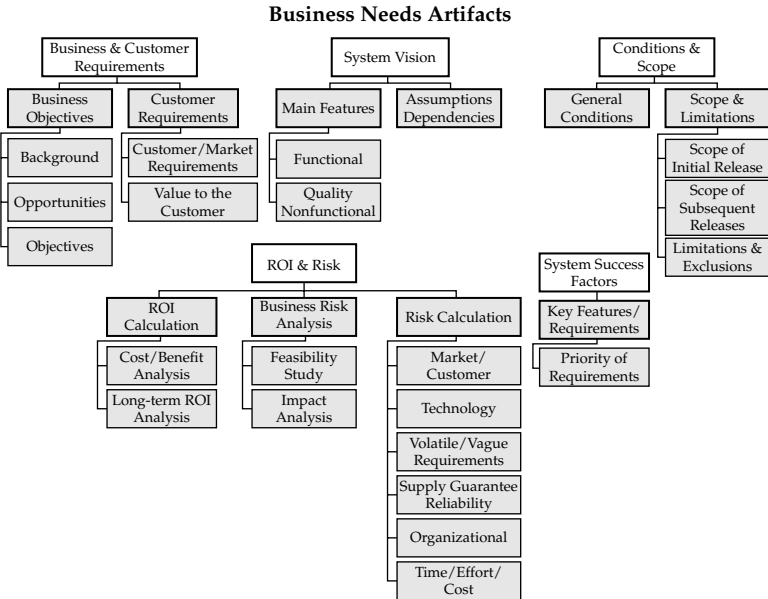 Business Needs Artifacts
Business & Customer
Requirements
Business
Objectives
Background
Opportunities
Objectives
Customer
Requirements
Customer/Market
Requirements
Value to the
Customer
System Vision
Main Features
Functional
Quality
Nonfunctional
Assumptions
Dependencies
Conditions &
Scope
General
Conditions
Scope &
Limitations
Scope of
Initial Release
Scope of
Subsequent
Releases
Limitations &
Exclusions
ROI & Risk
ROI
Calculation
Cost/Benefit
Analysis
Long-term ROI
Analysis
Business Risk
Analysis
Feasibility
Study
Impact
Analysis
Risk Calculation
Market/
Customer
Technology
Volatile/Vague
Requirements
Supply Guarantee
Reliability
Organizational
Time/Effort/
Cost
System Success
Factors
Key Features/
Requirements
Priority of
Requirements